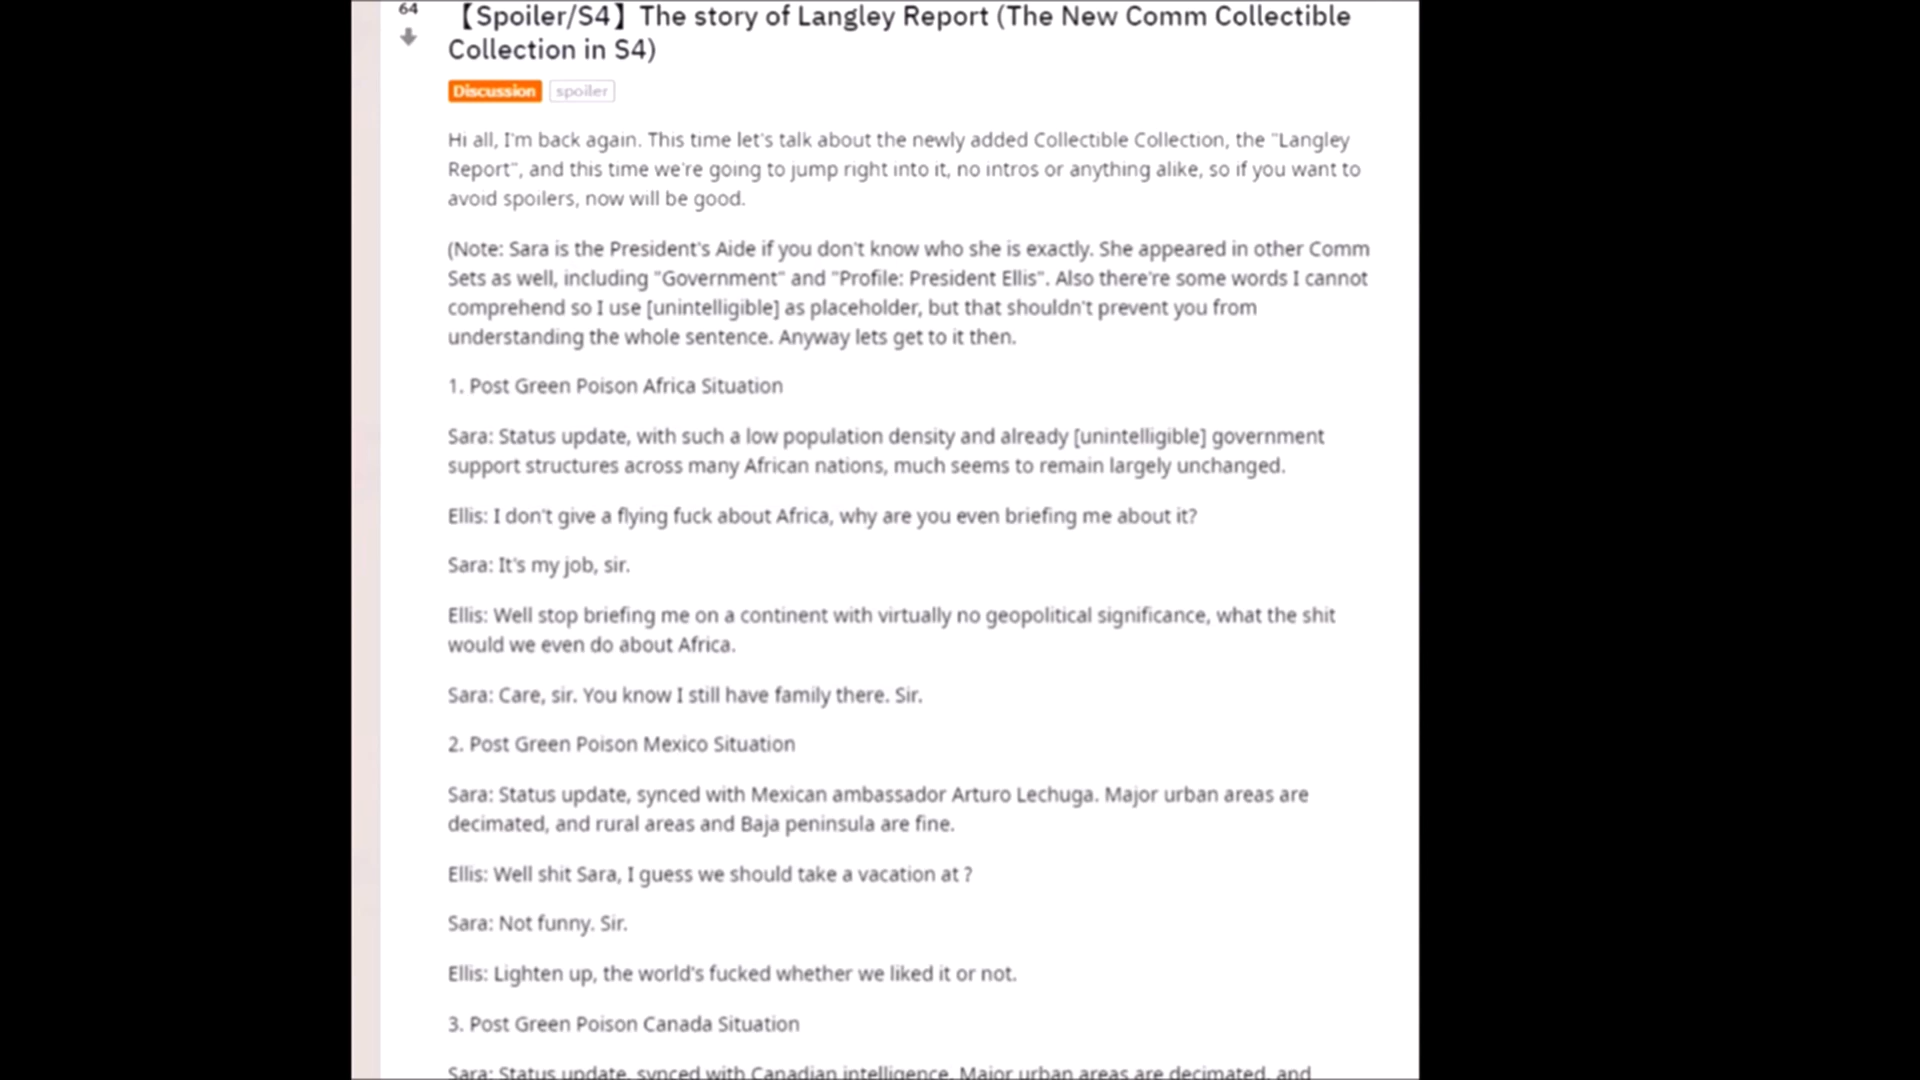 64
【Spoiler/S4】The story of Langley Report (The New Comm Collectible
Collection in S4)
Discussion spoiler
Hi all, I'm back again. This time let's talk about the newly added Collectible Collection, the "Langley
Report", and this time we're going to jump right into it, no intros or anything alike, so if you want to
avoid spoilers, now will be good.
(Note: Sara is the President's Aide if you don't know who she is exactly. She appeared in other Comm
Sets as well, including "Government" and "Profile: President Ellis". Also there're some words I cannot
comprehend so I use [unintelligible] as placeholder, but that shouldn't prevent you from
understanding the whole sentence. Anyway lets get to it then.
1. Post Green Poison Africa Situation
Sara: Status update, with such a low population density and already [unintelligible] government
support structures across many African nations, much seems to remain largely unchanged.
Ellis: I don't give a flying fuck about Africa, why are you even briefing me about it?
Sara: It's my job, sir.
Ellis: Well stop briefing me on a continent with virtually no geopolitical significance, what the shit
would we even do about Africa.
Sara: Care, sir. You know I still have family there. Sir.
2. Post Green Poison Mexico Situation
Sara: Status update, synced with Mexican ambassador Arturo Lechuga. Major urban areas are
decimated, and rural areas and Baja peninsula are fine.
Ellis: Well shit Sara, I guess we should take a vacation at ?
Sara: Not funny. Sir.
Ellis: Lighten up, the world's fucked whether we liked it or not.
3. Post Green Poison Canada Situation
Sara: Status update, synced with Canadian intelligence. Major urban areas are decimated, and